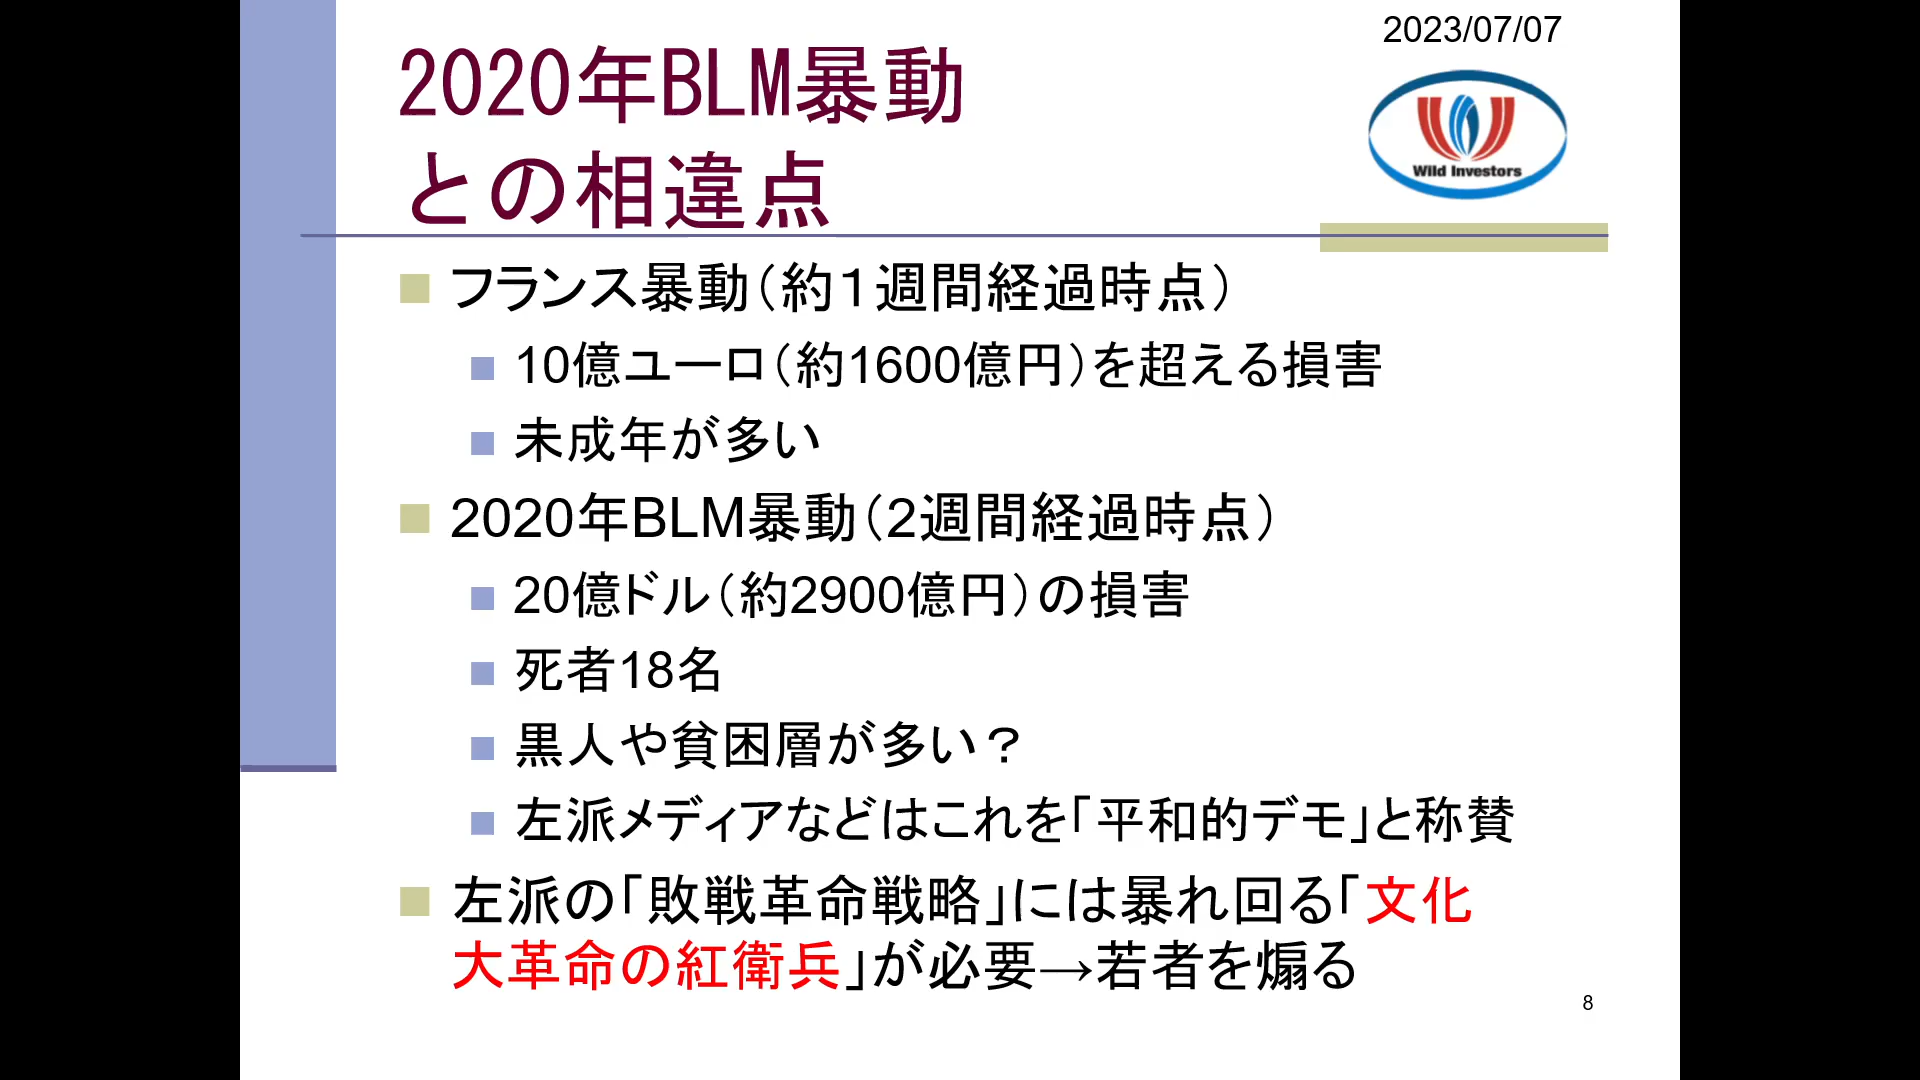 2023/07/07
2020年BLM暴動
との相違点
Wild Investors
フランス暴動（約１週間経過時点）
10億ユーロ（約1600億円）を超える損害
未成年が多い
2020年BLM暴動（2週間経過時点）
20億ドル（約2900億円）の損害
死者18名
黒人や貧困層が多い？
左派メディアなどはこれを「平和的デモ」と称賛
左派の「敗戦革命戦略」には暴れ回る「文化
大革命の紅衛兵」が必要→若者を煽る
8